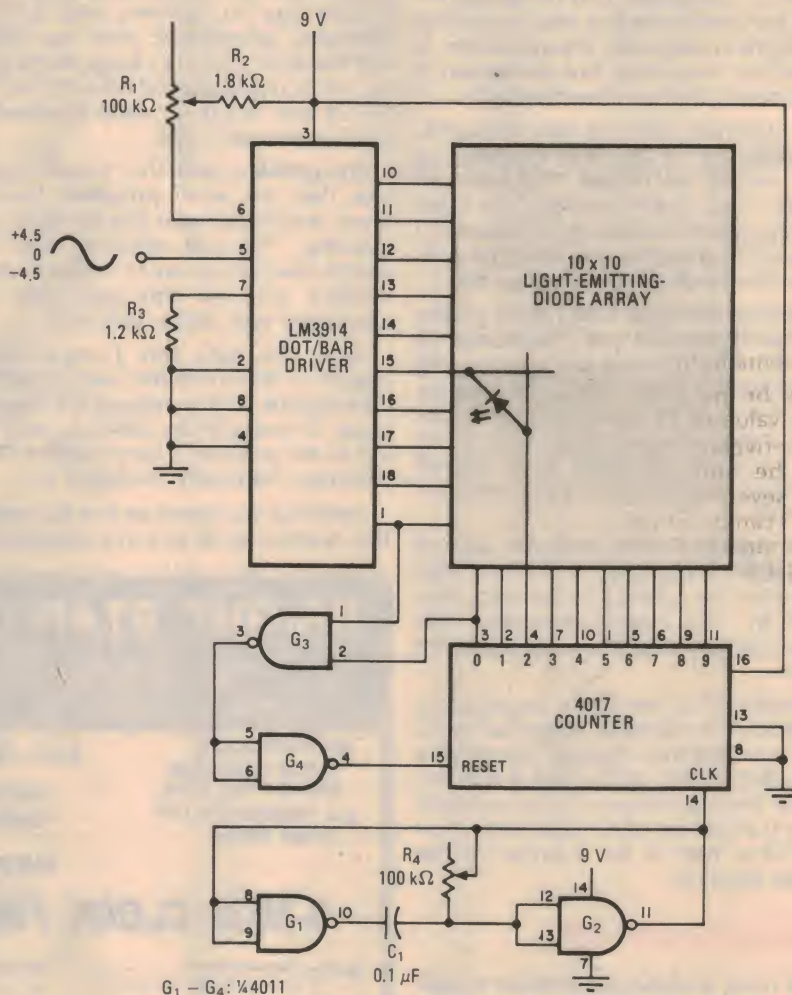 9 V
R₂
1.8 kΩ
R₁
100 kΩ
3
10
6
11
+4.5
0
−4.5
5
12
10 x 10
LIGHT-EMITTING-
DIODE ARRAY
7
13
R₃
1.2 kΩ
LM3914
DOT/BAR
DRIVER
14
2
15
8
16
4
17
18
1
3
G₃
1
2
3 2 4 7 10 1 5 6 9 11
0 1 2 3 4 5 6 7 8 9
16
4017
COUNTER
13
5
6
G₄
4
15
RESET
8
CLK
14
R₄
100 kΩ
9 V
8
9
G₁
10
C₁
0.1 μF
12
13
14
G₂
11
7
G₁ – G₄: ¼4011